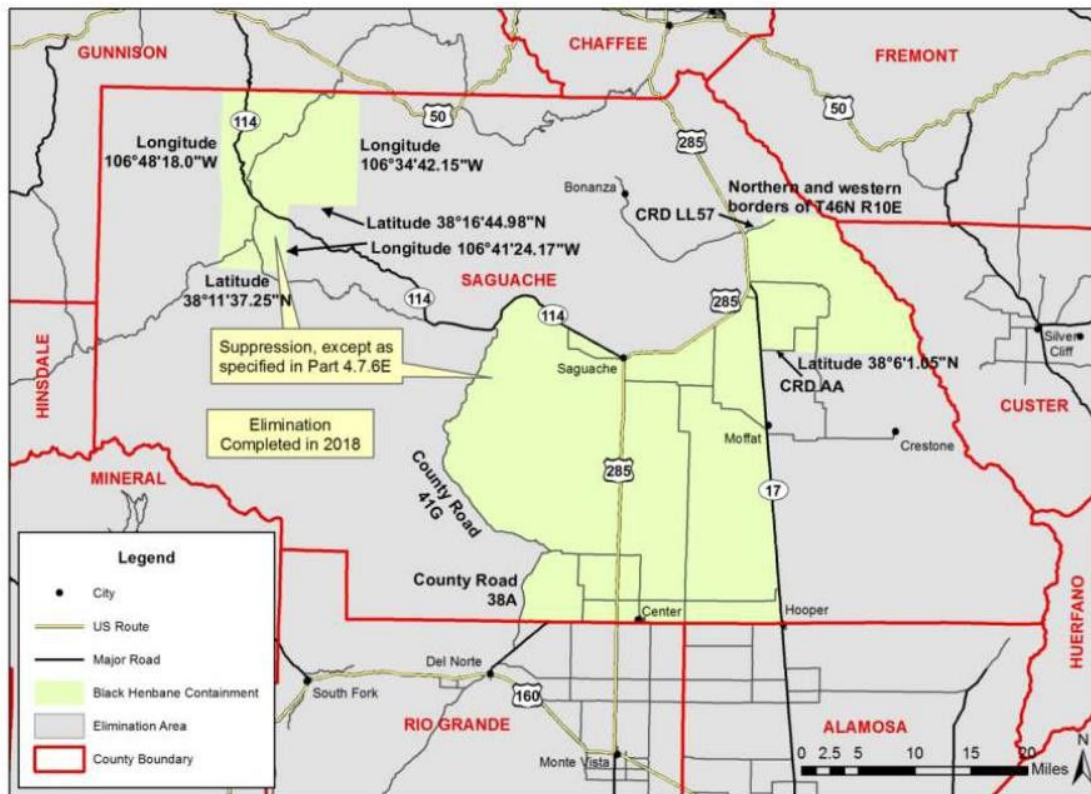 GUNNISON
CHAFFEE
FREMONT
114
50
50
285
Longitude
106°48'18.0"W
Longitude
106°34'42.15"W
Bonanza
Northern and western
borders of T46N R10E
CRD LL57
Latitude 38°16'44.98"N
Longitude 106°41'24.17"W
SAGUACHE
Latitude
38°11'37.25"N
114
114
285
Suppression, except as
specified in Part 4.7.6E
Saguache
Latitude 38°6'1.05"N
CRD AA
Silver
Cliff
HINSDALE
CUSTER
Elimination
Completed in 2018
Moffat
Crestone
MINERAL
County Road
41G
285
17
HUERFANO
County Road
38A
Center
Hooper
Del Norte
South Fork
160
RIO GRANDE
ALAMOSA
Monte Vista
Legend
City
US Route
Major Road
Black Henbane Containment
Elimination Area
County Boundary
0 2.5 5 10 15 20
Miles
N